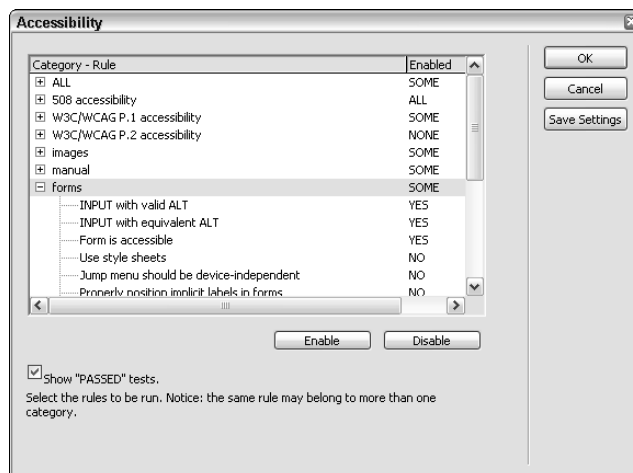 Accessibility
Category - Rule Enabled
ALL SOME
508 accessibility ALL
W3C/WCAG P.1 accessibility SOME
W3C/WCAG P.2 accessibility NONE
images SOME
manual SOME
forms SOME
INPUT with valid ALT YES
INPUT with equivalent ALT YES
Form is accessible YES
Use style sheets NO
Jump menu should be device-independent NO
Properly position implicit labels in forms NO
OK
Cancel
Save Settings
Enable Disable
Show "PASSED" tests.
Select the rules to be run. Notice: the same rule may belong to more than one
category.